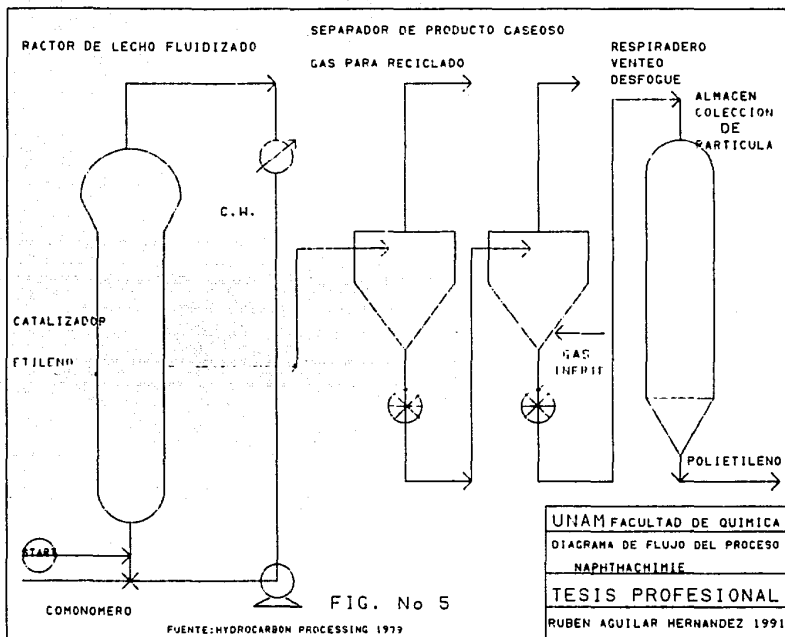 RACTOR DE LECHO FLUIDIZADO
SEPARADOR DE PRODUCTO GASEOSO
GAS PARA RECICLADO
RESPIRADERO
VENTEO
DESFOGUE
ALMACEN
COLECCION
DE
PARTICULA
C.W.
CATALIZADOR
ETILENO
GAS
INERTE
POLIETILENO
START
COMONOMERO
FIG. No 5
FUENTE:HYDROCARBON PROCESSING 1979
UNAM FACULTAD DE QUIMICA
DIAGRAMA DE FLUJO DEL PROCESO
NAPHTHACHIMIE
TESIS PROFESIONAL
RUBEN AGUILAR HERNANDEZ 1991